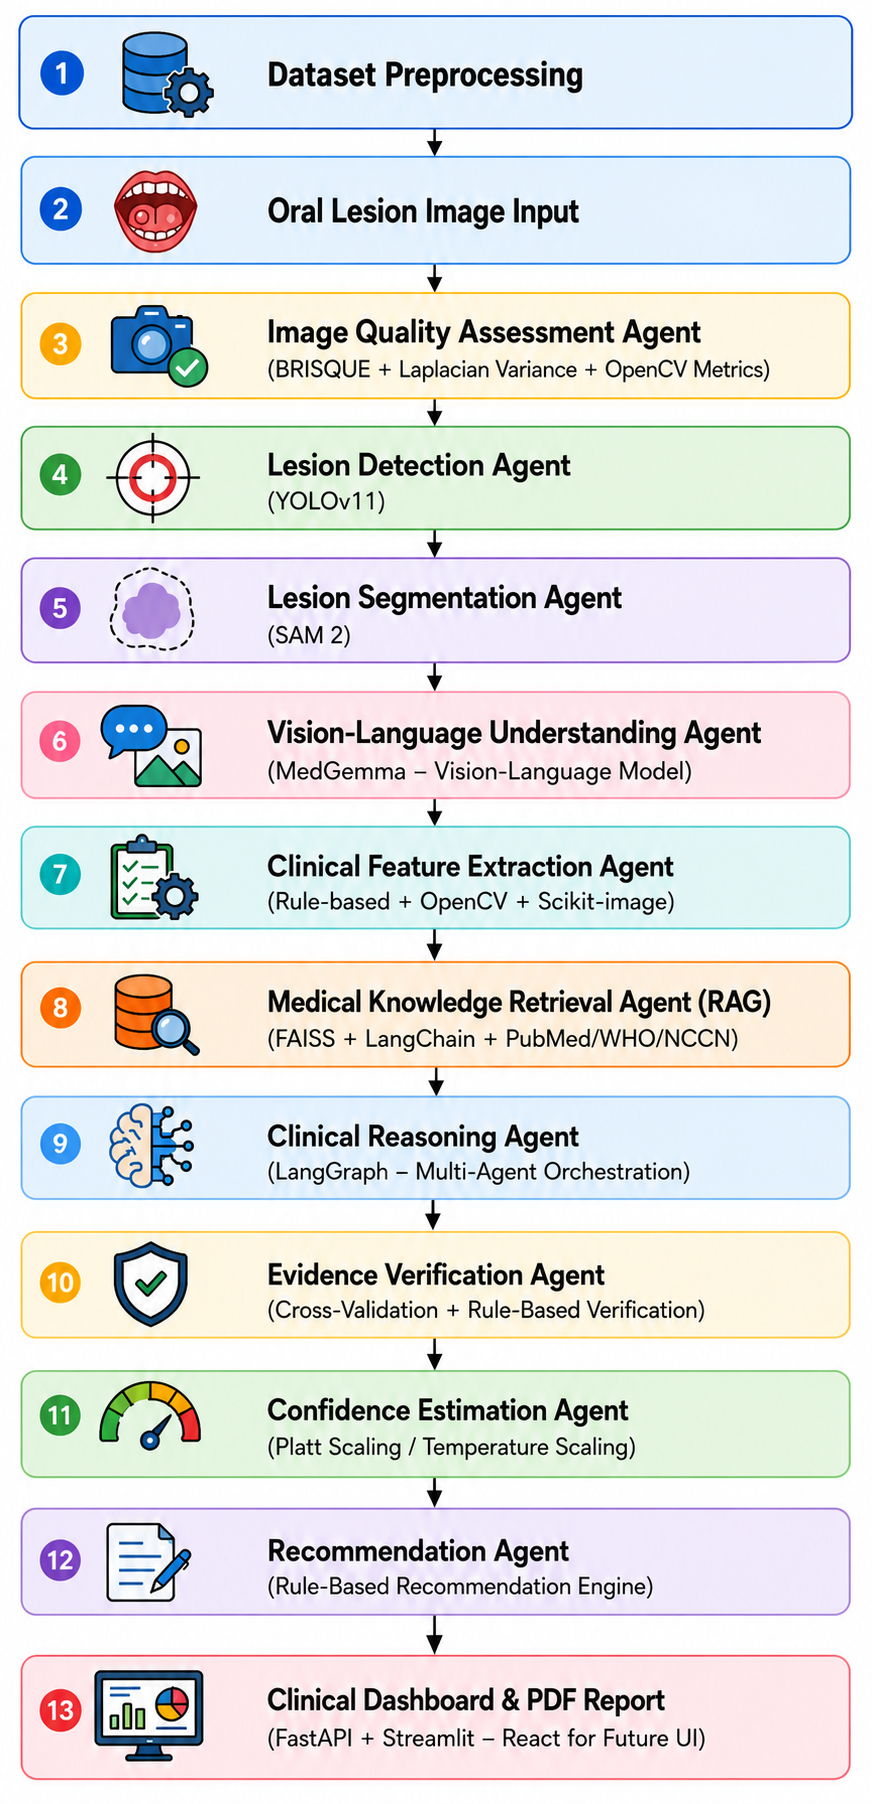 1
Dataset Preprocessing
2
Oral Lesion Image Input
3
Image Quality Assessment Agent
(BRISQUE + Laplacian Variance + OpenCV Metrics)
4
Lesion Detection Agent
(YOLOv11)
5
Lesion Segmentation Agent
(SAM 2)
6
Vision-Language Understanding Agent
(MedGemma – Vision-Language Model)
7
Clinical Feature Extraction Agent
(Rule-based + OpenCV + Scikit-image)
8
Medical Knowledge Retrieval Agent (RAG)
(FAISS + LangChain + PubMed/WHO/NCCN)
9
Clinical Reasoning Agent
(LangGraph – Multi-Agent Orchestration)
10
Evidence Verification Agent
(Cross-Validation + Rule-Based Verification)
11
Confidence Estimation Agent
(Platt Scaling / Temperature Scaling)
12
Recommendation Agent
(Rule-Based Recommendation Engine)
13
Clinical Dashboard & PDF Report
(FastAPI + Streamlit – React for Future UI)